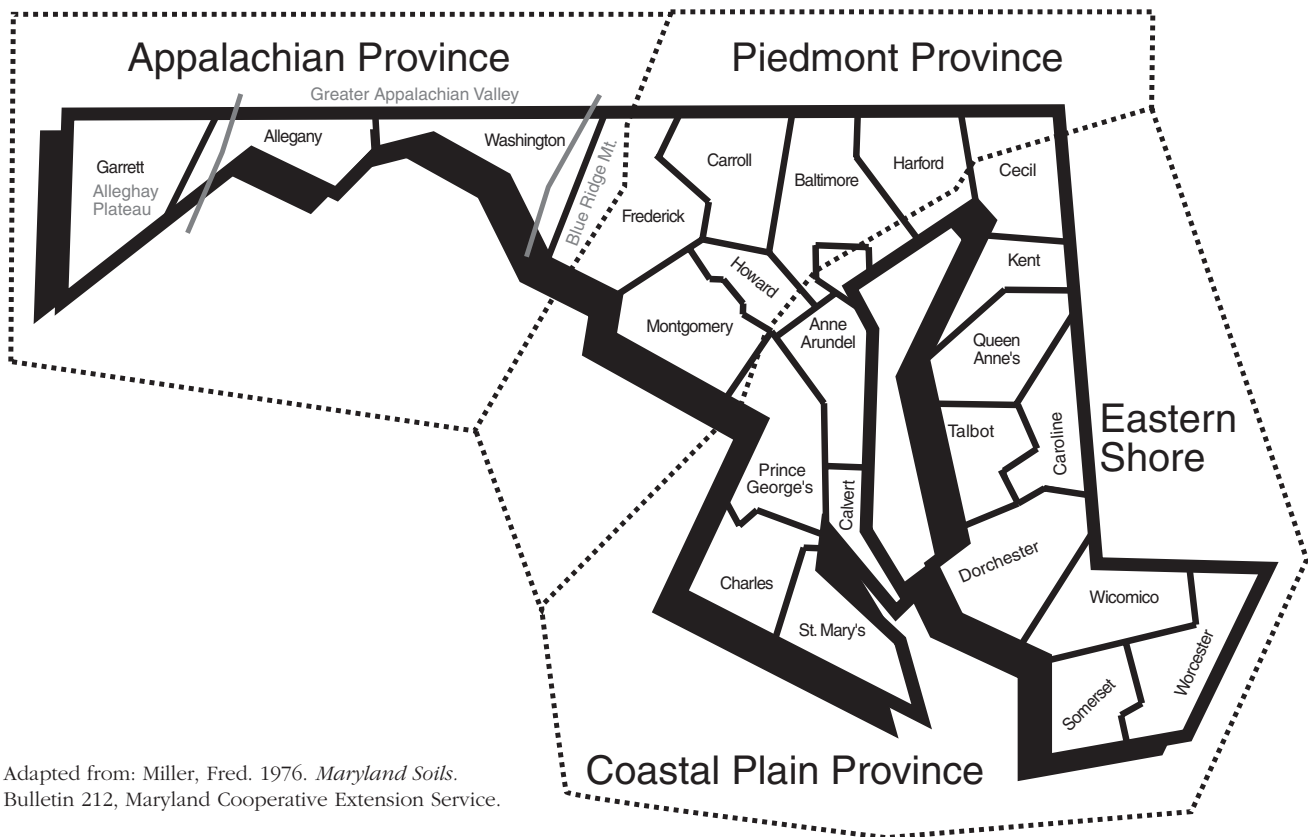 Appalachian Province
Piedmont Province
Greater Appalachian Valley
Garrett
Alleghay
Plateau
Allegany
Washington
Blue Ridge Mt.
Frederick
Carroll
Baltimore
Harford
Cecil
Kent
Howard
Montgomery
Anne
Arundel
Queen
Anne's
Talbot
Caroline
Eastern
Shore
Prince
George's
Calvert
Charles
St. Mary's
Dorchester
Wicomico
Somerset
Worcester
Coastal Plain Province
Adapted from: Miller, Fred. 1976. Maryland Soils.
Bulletin 212, Maryland Cooperative Extension Service.